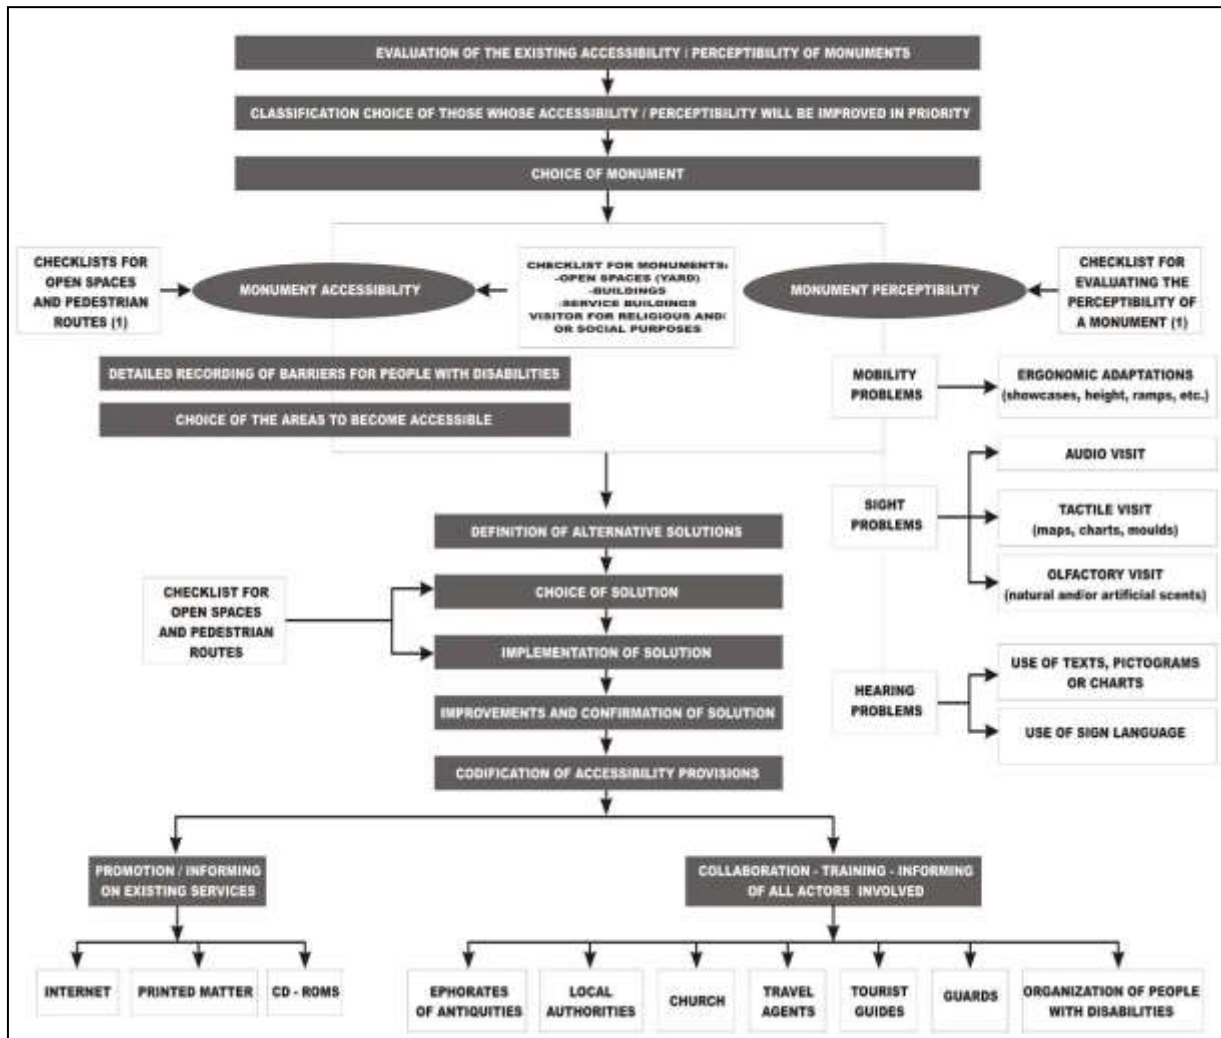 EVALUATION OF THE EXISTING ACCESSIBILITY / PERCEPTIBILITY OF MONUMENTS
CLASSIFICATION CHOICE OF THOSE WHOSE ACCESSIBILITY / PERCEPTIBILITY WILL BE IMPROVED IN PRIORITY
CHOICE OF MONUMENT
CHECKLISTS FOR
OPEN SPACES
AND PEDESTRIAN
ROUTES (1)
MONUMENT ACCESSIBILITY
CHECKLIST FOR MONUMENTS:
-OPEN SPACES (YARD)
-BUILDINGS
-SERVICE BUILDINGS
VISITOR FOR RELIGIOUS AND/
OR SOCIAL PURPOSES
MONUMENT PERCEPTIBILITY
CHECKLIST FOR
EVALUATING THE
PERCEPTIBILITY OF
A MONUMENT (1)
DETAILED RECORDING OF BARRIERS FOR PEOPLE WITH DISABILITIES
CHOICE OF THE AREAS TO BECOME ACCESSIBLE
MOBILITY
PROBLEMS
ERGONOMIC ADAPTATIONS
(showcases, height, ramps, etc.)
SIGHT
PROBLEMS
AUDIO VISIT
TACTILE VISIT
(maps, charts, moulds)
OLFACTORY VISIT
(natural and/or artificial scents)
HEARING
PROBLEMS
USE OF TEXTS, PICTOGRAMS
OR CHARTS
USE OF SIGN LANGUAGE
DEFINITION OF ALTERNATIVE SOLUTIONS
CHECKLIST FOR
OPEN SPACES
AND PEDESTRIAN
ROUTES
CHOICE OF SOLUTION
IMPLEMENTATION OF SOLUTION
IMPROVEMENTS AND CONFIRMATION OF SOLUTION
CODIFICATION OF ACCESSIBILITY PROVISIONS
PROMOTION / INFORMING
ON EXISTING SERVICES
COLLABORATION - TRAINING - INFORMING
OF ALL ACTORS INVOLVED
INTERNET
PRINTED MATTER
CD - ROMS
EPHORATES
OF ANTIQUITIES
LOCAL
AUTHORITIES
CHURCH
TRAVEL
AGENTS
TOURIST
GUIDES
GUARDS
ORGANIZATION OF PEOPLE
WITH DISABILITIES